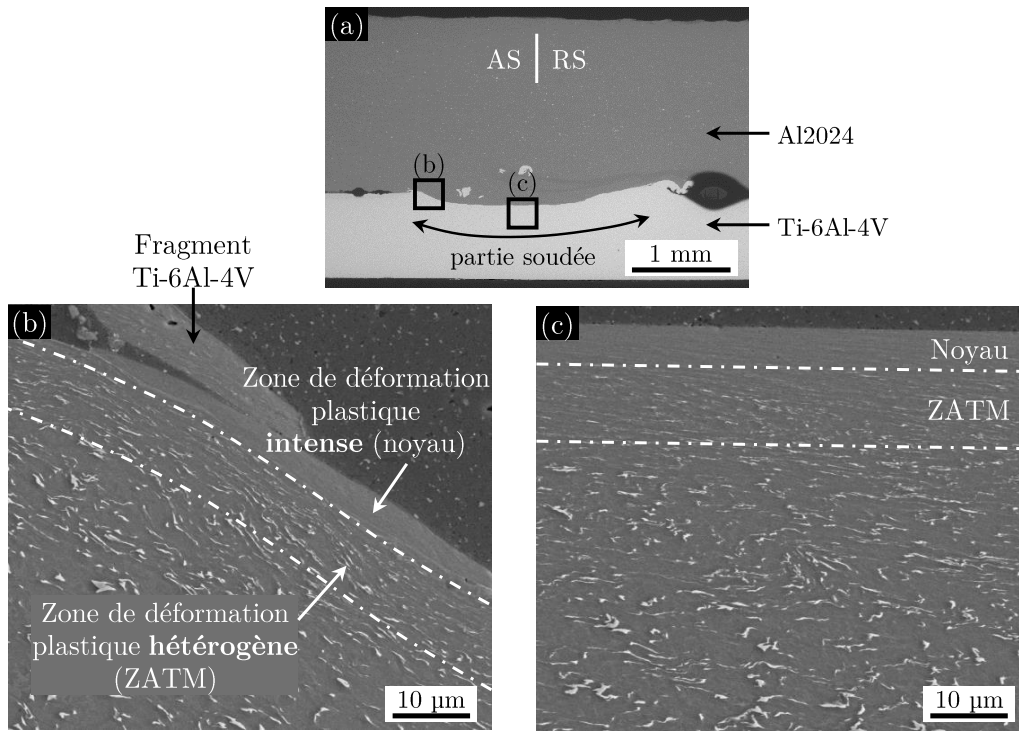 (a)
AS | RS
Al2024
(b)
(c)
Ti-6Al-4V
partie soudée
1 mm
Fragment
Ti-6Al-4V
(b)
Zone de déformation
plastique
intense (noyau)
Zone de déformation
plastique hétérogène
(ZATM)
10 µm
(c)
Noyau
ZATM
10 µm